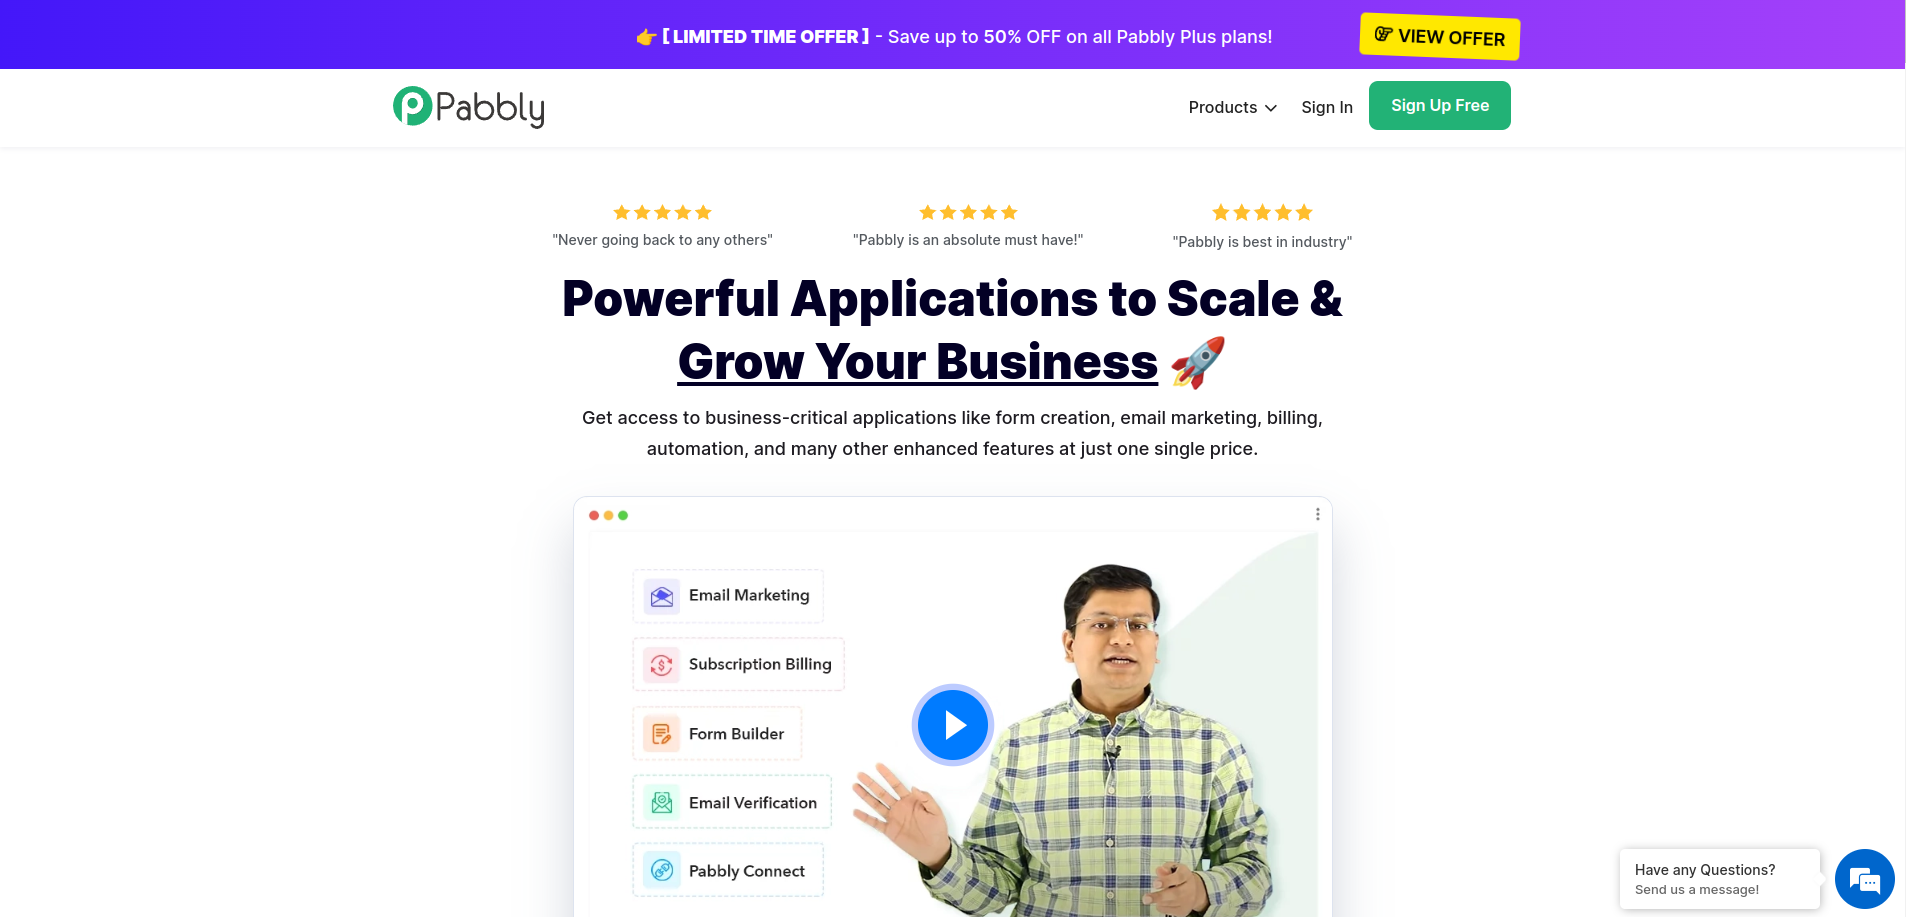 👉 [ LIMITED TIME OFFER ] - Save up to 50% OFF on all Pabbly Plus plans!
VIEW OFFER
Pabbly
Products
Sign In
Sign Up Free
"Never going back to any others"
"Pabbly is an absolute must have!"
"Pabbly is best in industry"
Powerful Applications to Scale &
Grow Your Business 🚀
Get access to business-critical applications like form creation, email marketing, billing,
automation, and many other enhanced features at just one single price.
Email Marketing
Subscription Billing
Form Builder
Email Verification
Pabbly Connect
Have any Questions?
Send us a message!